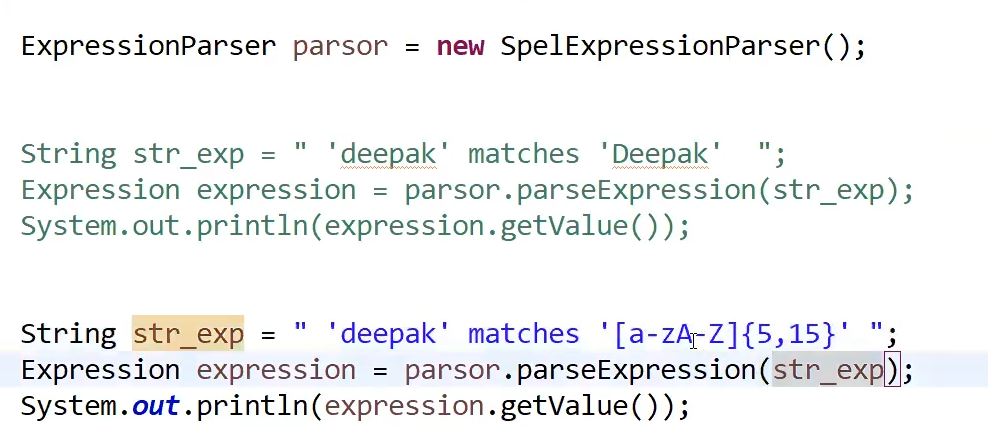 ExpressionParser parsor = new SpelExpressionParser();
String str_exp = " 'deepak' matches 'Deepak'  ";
Expression expression = parsor.parseExpression(str_exp);
System.out.println(expression.getValue());
String str_exp = " 'deepak' matches '[a-zA-Z]{5,15}' ";
Expression expression = parsor.parseExpression(str_exp);
System.out.println(expression.getValue());